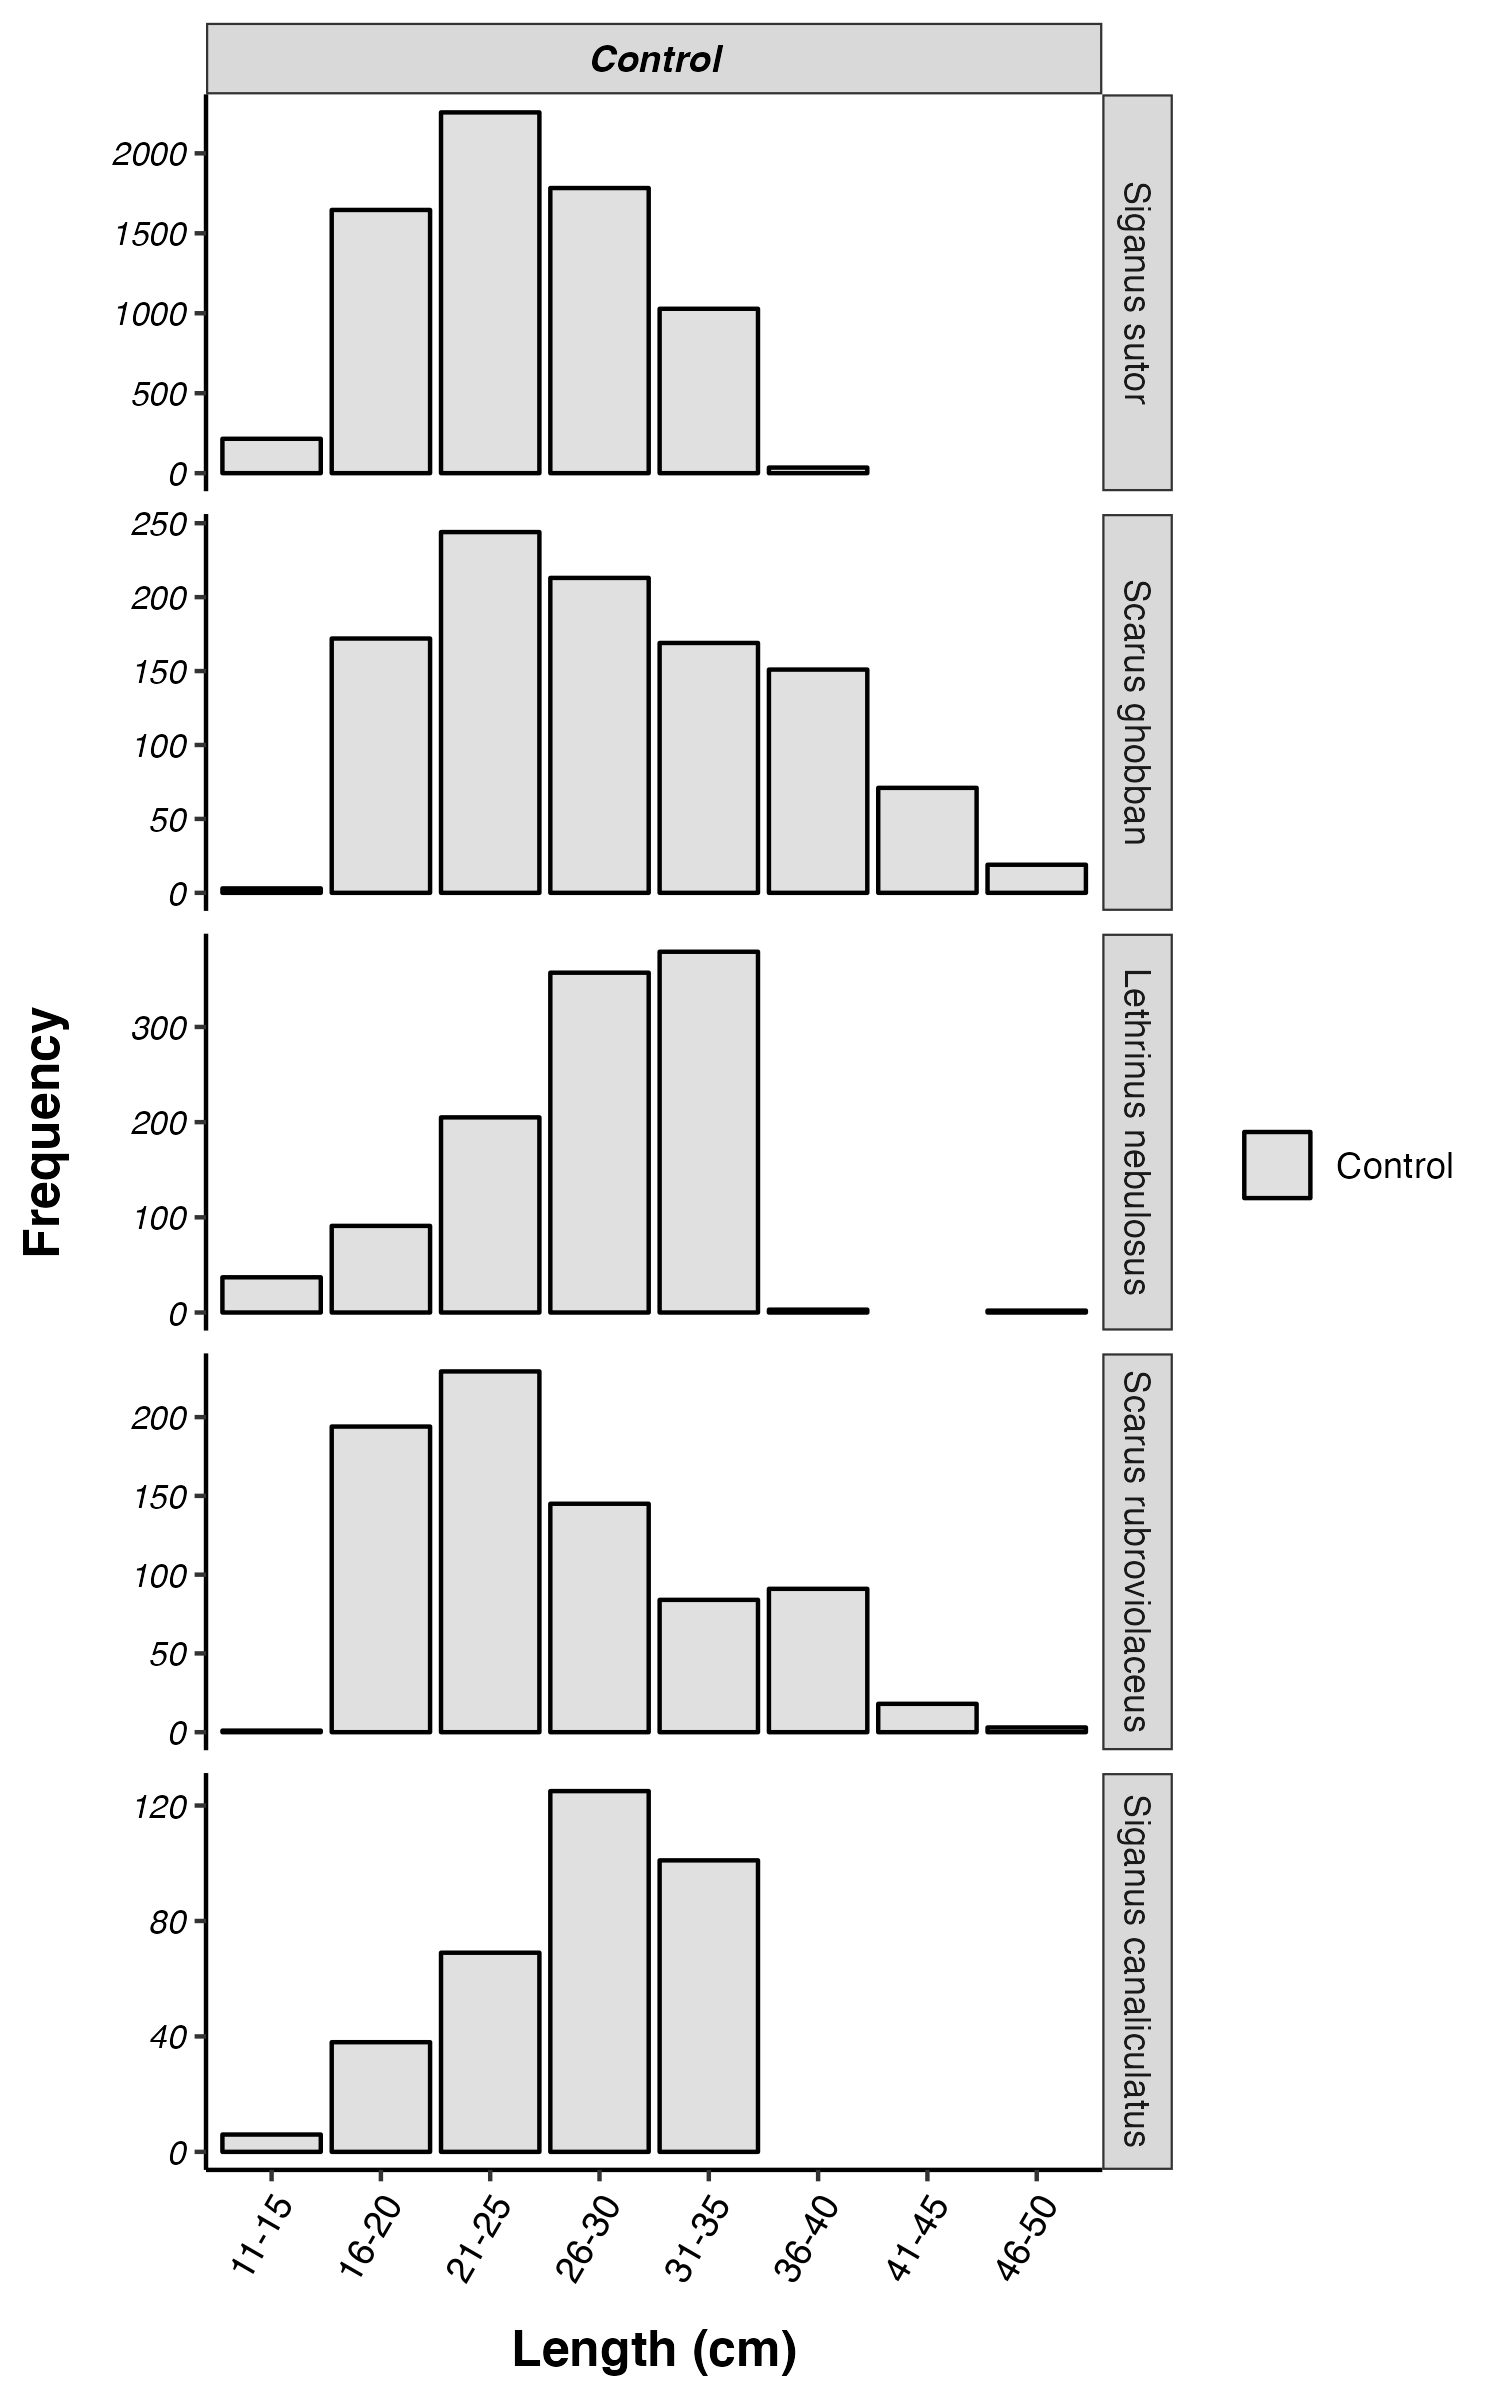 Control
2000
1500
1000
500
0
Siganus sutor
250
200
150
100
50
0
Scarus ghobban
300
200
100
0
Lethrinus nebulosus
200
150
100
50
0
Scarus rubroviolaceus
120
80
40
0
Siganus canaliculatus
Frequency
11-15 16-20 21-25 26-30 31-35 36-40 41-45 46-50
Length (cm)
Control